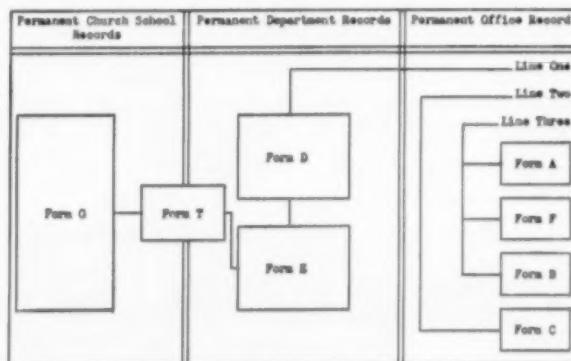 Permanent Church School Records
Permanent Department Records
Permanent Office Record
Line One
Line Two
Line Three
Form D
Form A
Form G
Form T
Form F
Form E
Form B
Form C